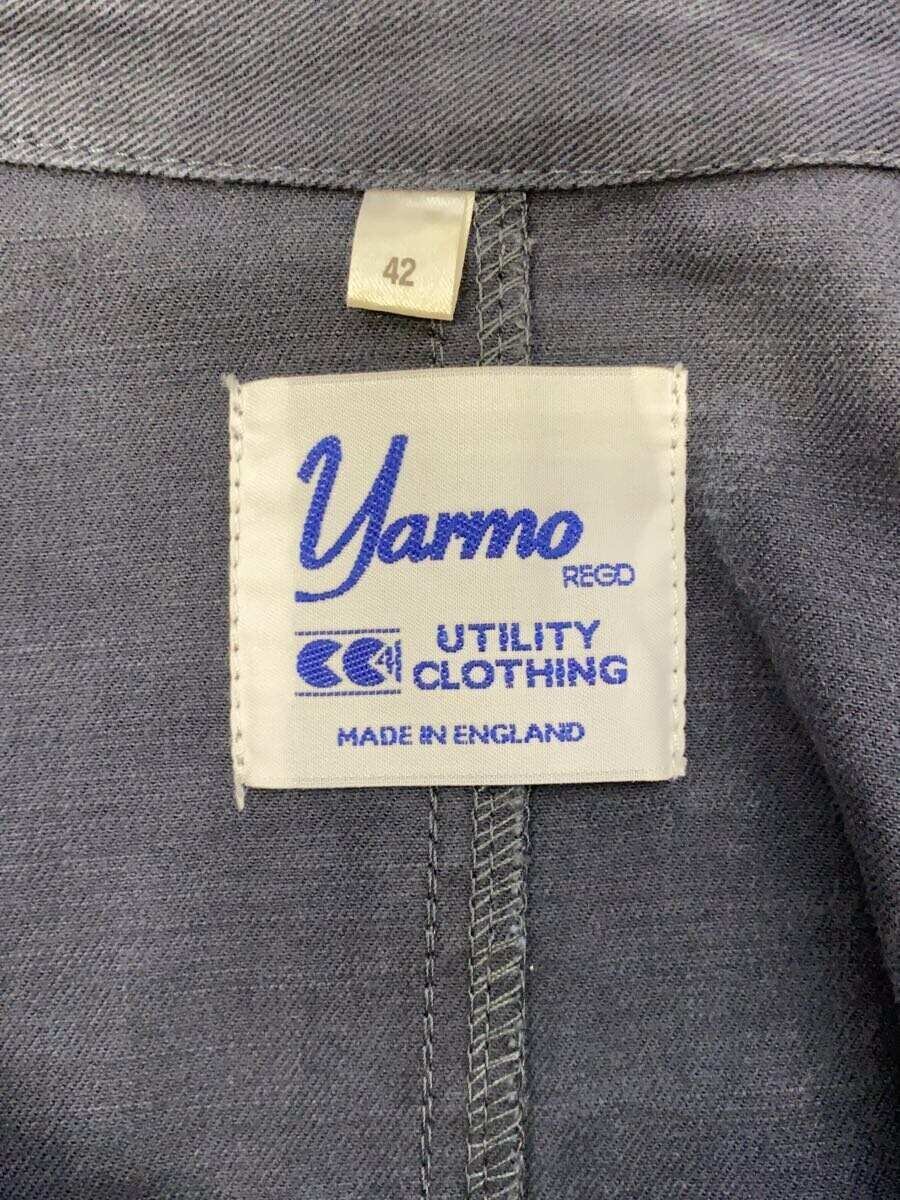 42
Yarmo
REGD
CC41
UTILITY
CLOTHING
MADE IN ENGLAND